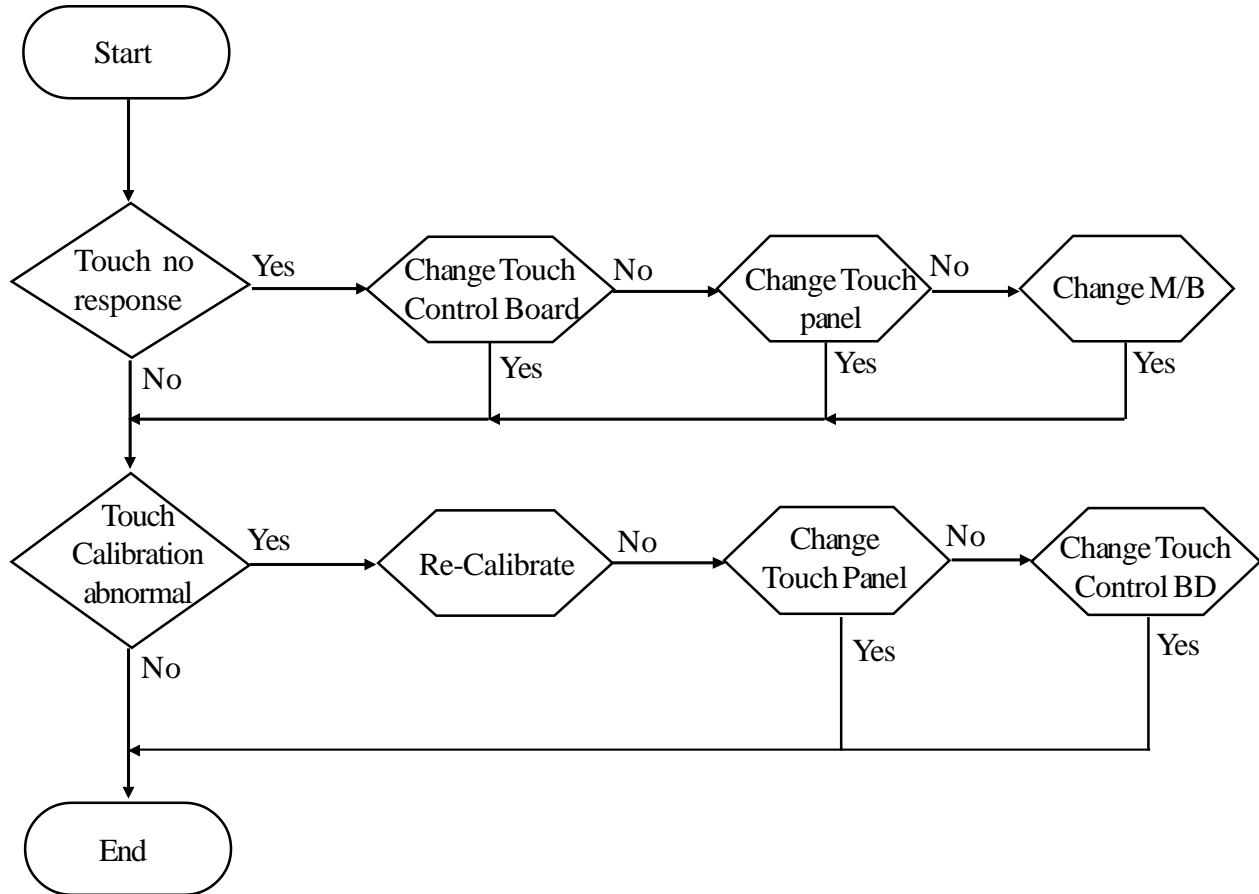 Start
Touch no
response
Yes
Change Touch
Control Board
No
Change Touch
panel
No
Change M/B
No
Yes
Yes
Yes
Touch
Calibration
abnormal
Yes
Re-Calibrate
No
Change
Touch Panel
No
Change Touch
Control BD
No
Yes
Yes
End